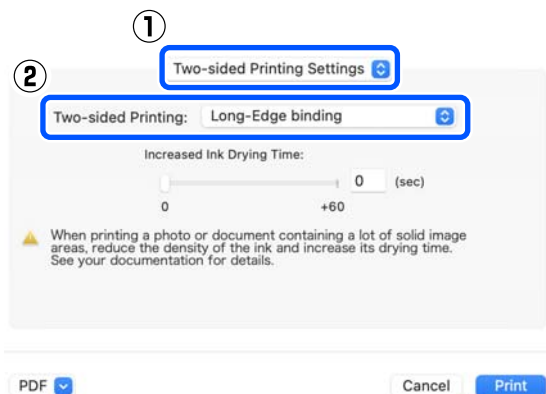 ①
Two-sided Printing Settings
②
Two-sided Printing: Long-Edge binding
Increased Ink Drying Time:
0 (sec)
0 +60
When printing a photo or document containing a lot of solid image
areas, reduce the density of the ink and increase its drying time.
See your documentation for details.
PDF Cancel Print